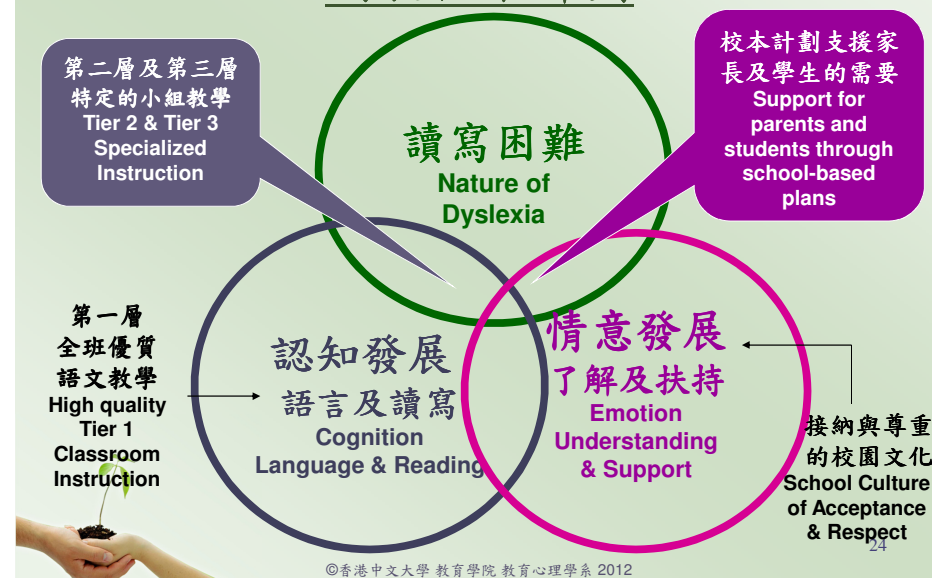 第二層及第三層
特定的小組教學
Tier 2 & Tier 3
Specialized
Instruction
校本計劃支援家
長及學生的需要
Support for
parents and
students through
school-based
plans
讀寫困難
Nature of
Dyslexia
第一層
全班優質
語文教學
High quality
Tier 1
Classroom
Instruction
認知發展
語言及讀寫
Cognition
Language & Reading
情意發展
了解及扶持
Emotion
Understanding
& Support
接納與尊重
的校園文化
School Culture
of Acceptance
& Respect
24
©香港中文大學 教育學院 教育心理學系 2012